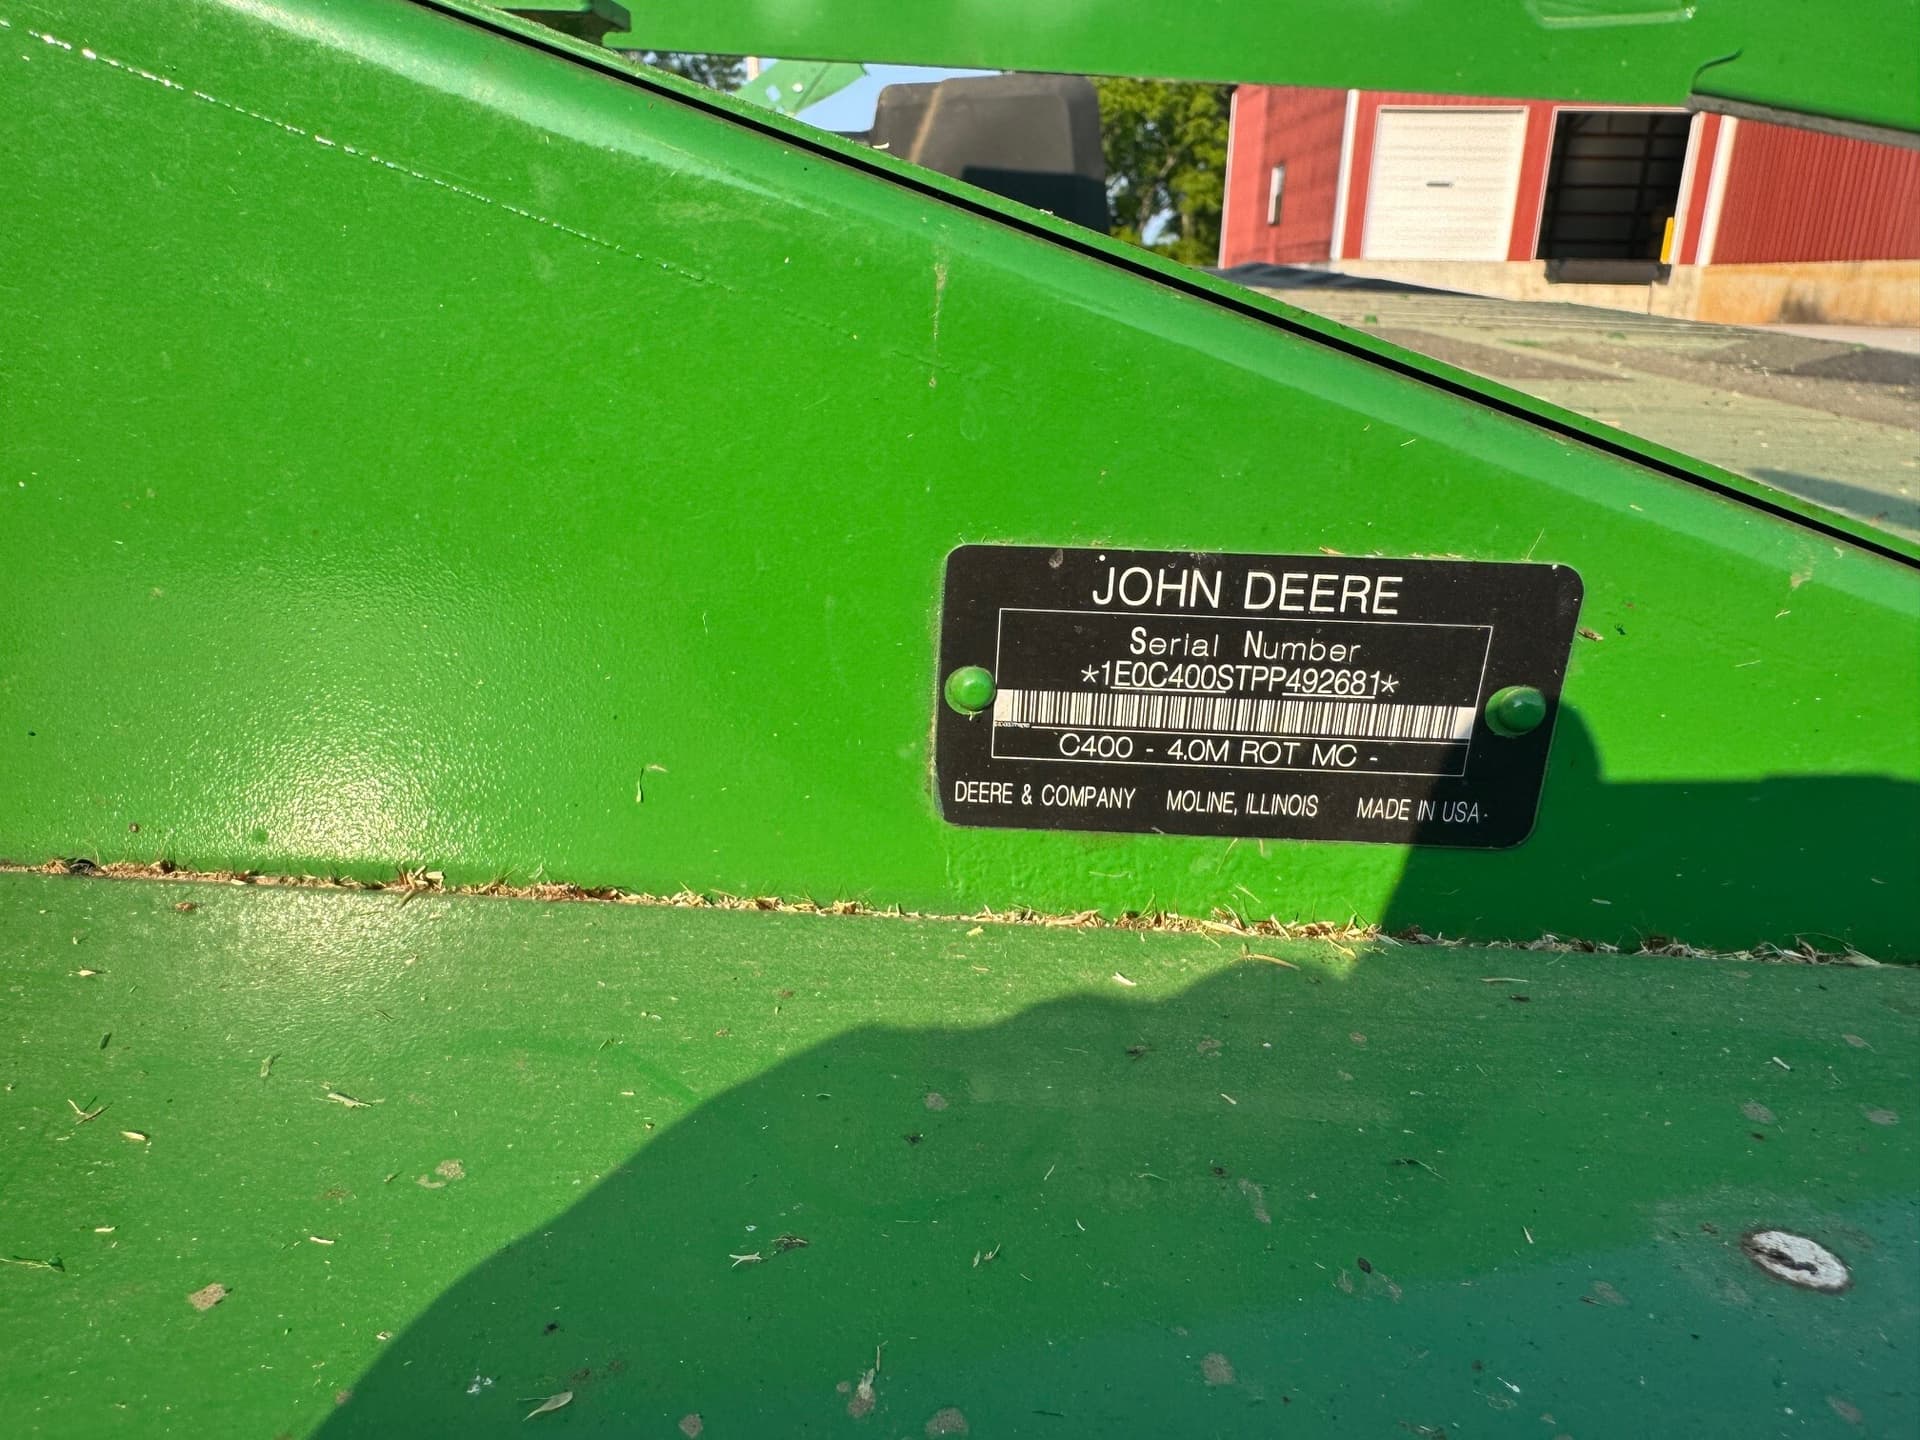 JOHN DEERE
Serial Number
*1E0C400STPP492681*
C400 - 4.0M ROT MC -
DEERE & COMPANY MOLINE, ILLINOIS MADE IN USA